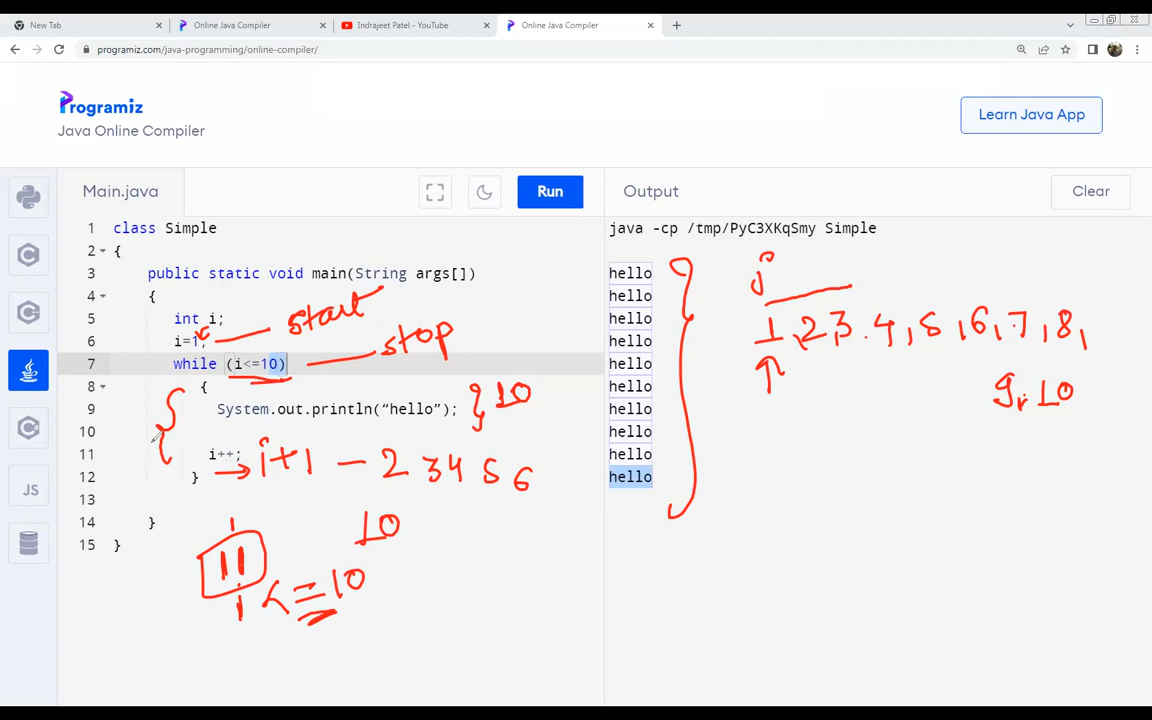 New Tab
Online Java Compiler
Indrajeet Patel - YouTube
Online Java Compiler
programiz.com/java-programming/online-compiler/
Programiz
Java Online Compiler
Learn Java App
Main.java
Run
Output
Clear
1 class Simple
2 {
3 public static void main(String args[])
4 {
5 int i;
6 i=1;
7 while (i<=10)
8 {
9 System.out.println(“hello”);
10
11 i++;
12 }
13
14 }
15 }
JS
start
stop
10
i+1 - 2 3 4 5 6
10
11
<=10
java -cp /tmp/PyC3XKqSmy Simple
hello
hello
hello
hello
hello
hello
hello
hello
hello
hello
i
1,2,3.4,5,6,7,8,
9,10